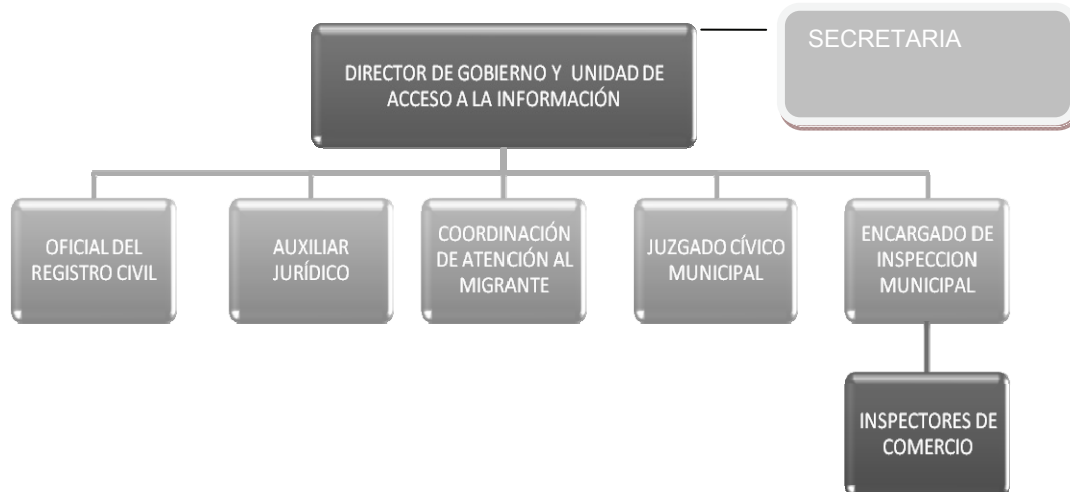 DIRECTOR DE GOBIERNO Y UNIDAD DE
ACCESO A LA INFORMACIÓN
SECRETARIA
OFICIAL DEL
REGISTRO CIVIL
AUXILIAR
JURÍDICO
COORDINACIÓN
DE ATENCIÓN AL
MIGRANTE
JUZGADO CÍVICO
MUNICIPAL
ENCARGADO DE
INSPECCION
MUNICIPAL
INSPECTORES DE
COMERCIO